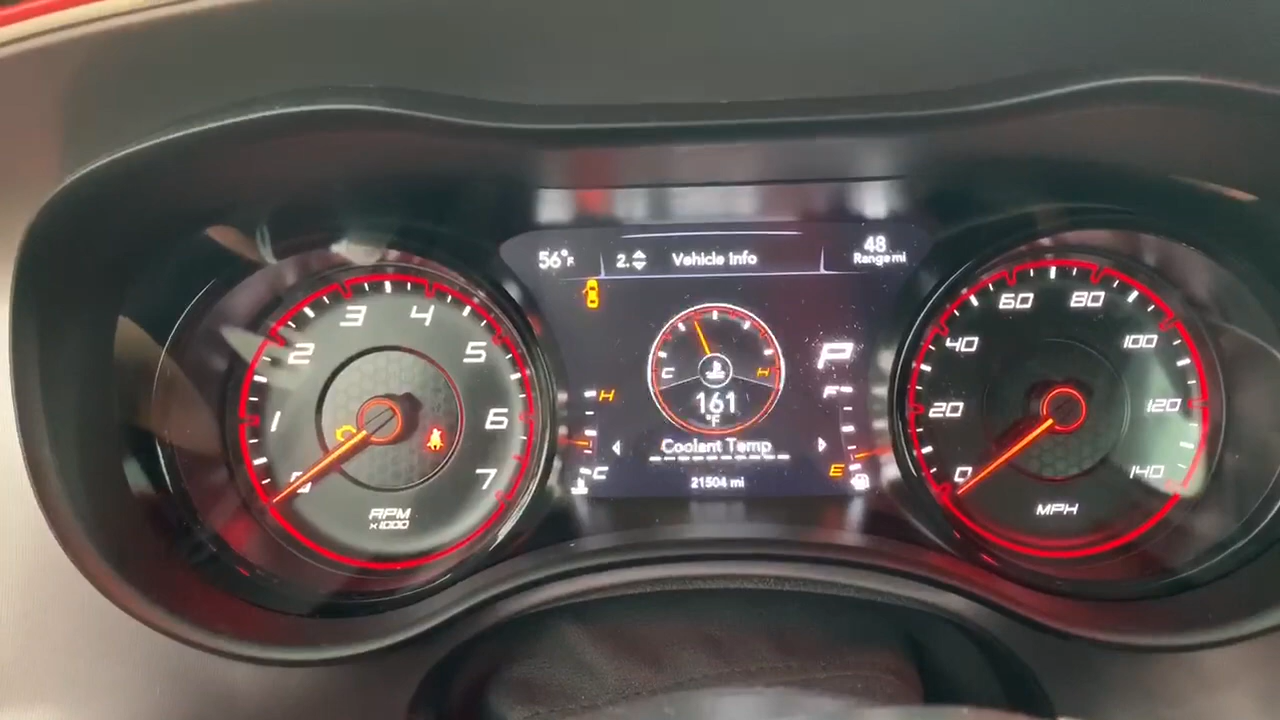 56°F
2. Vehicle Info
48
Range mi
C H
161
°F
Coolant Temp
21504 mi
P
H
C
F
E
0 1 2 3 4 5 6 7
RPM
x1000
0 20 40 60 80 100 120 140
MPH